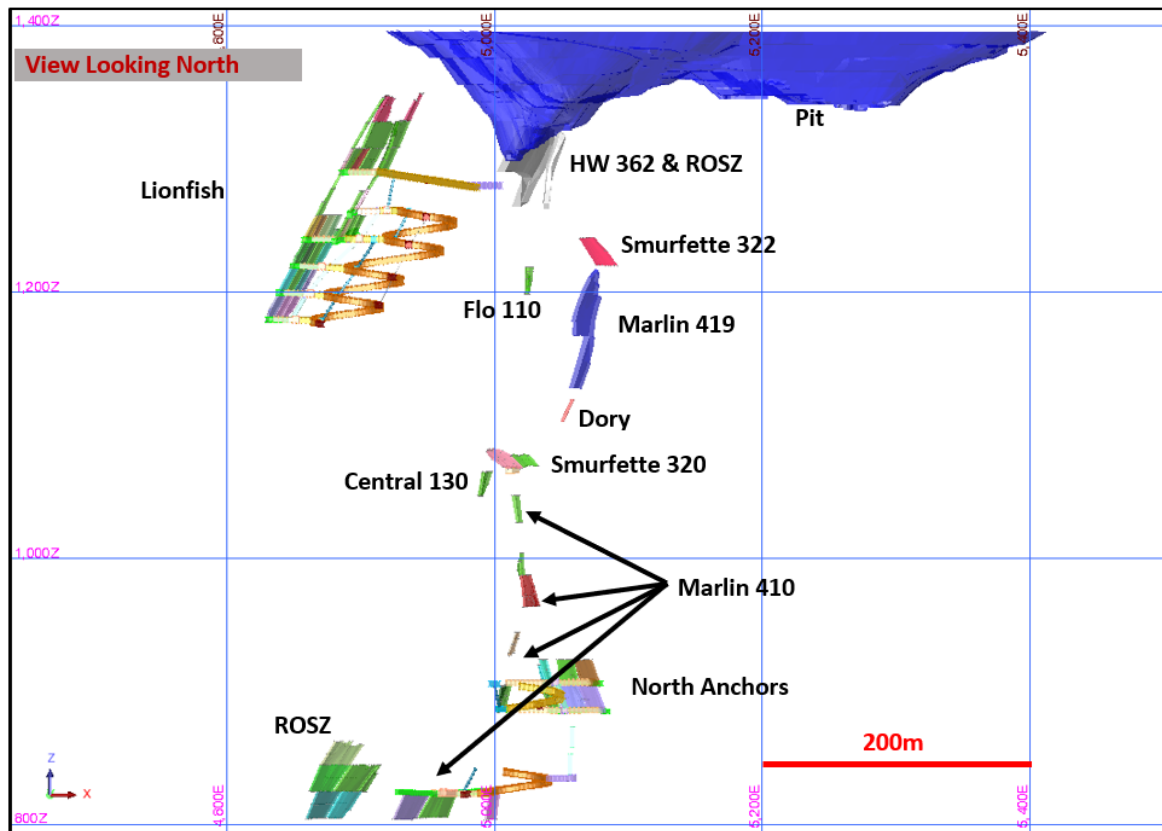 1,400Z
4,800E
5,000E
5,200E
5,400E
View Looking North
Pit
HW 362 & ROSZ
Lionfish
Smurfette 322
1,200Z
Flo 110
Marlin 419
Dory
Smurfette 320
Central 130
1,000Z
Marlin 410
North Anchors
ROSZ
200m
Z
X
800Z
4,800E
5,000E
5,200E
5,400E